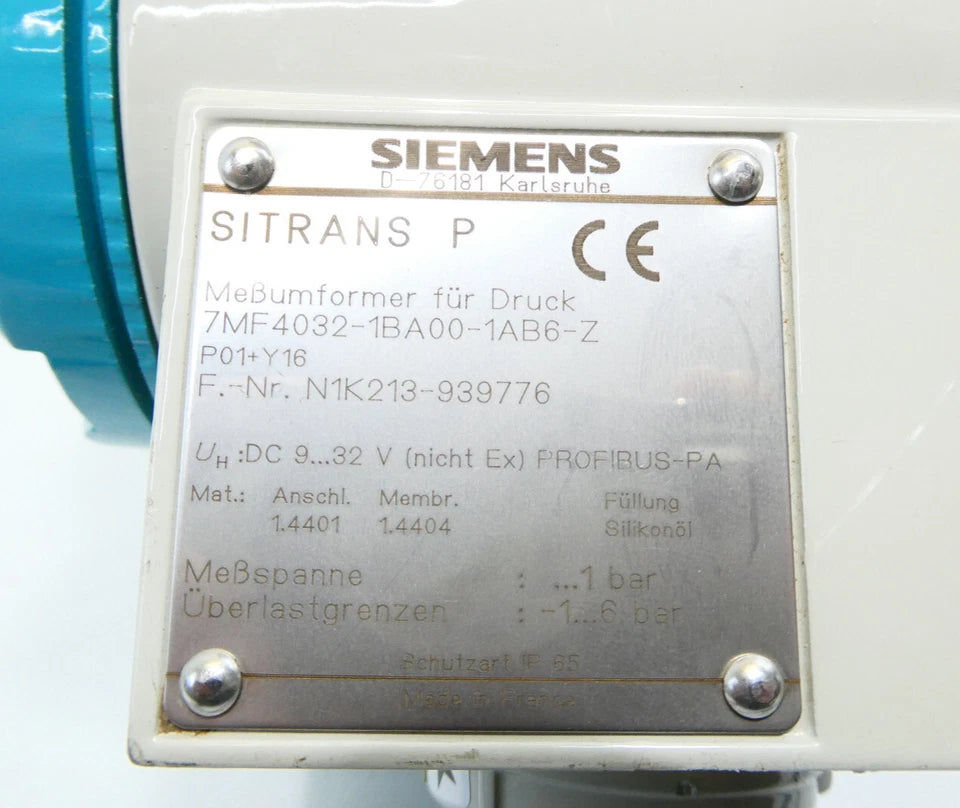 SIEMENS
D-76181 Karlsruhe
SITRANS P CE
Meßumformer für Druck
7MF4032-1BA00-1AB6-Z
P01+Y16
F.-Nr. N1K213-939776
UH :DC 9...32 V (nicht Ex) PROFIBUS-PA
Mat.: Anschl. Membr. Füllung
1.4401 1.4404 Silikonöl
Meßspanne : ...1 bar
Überlastgrenzen : -1...6 bar
Schutzart IP 65
Made in France